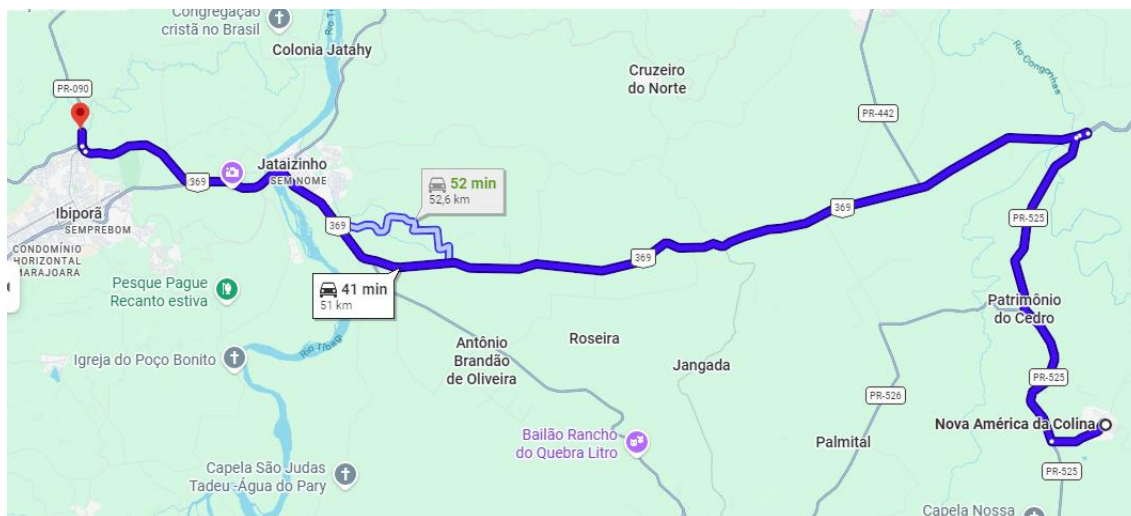 Congregação
cristã no Brasil
Colonia Jatahy
PR-090
Cruzeiro
do Norte
Rio Congonhas
PR-442
Jataizinho
SEM NOME
369
52 min
52,6 km
Ibiporã
SEMPREBOM
369
369
369
CONDOMÍNIO
HORIZONTAL
MARAJOARA
41 min
51 km
PR-525
Pesque Pague
Recanto estiva
Patrimônio
do Cedro
Antônio
Brandão
de Oliveira
Roseira
Igreja do Poço Bonito
Jangada
PR-525
PR-526
Nova América da Colina
Bailão Rancho
do Quebra Litro
Palmital
Capela São Judas
Tadeu -Água do Pary
PR-525
Capela Nossa